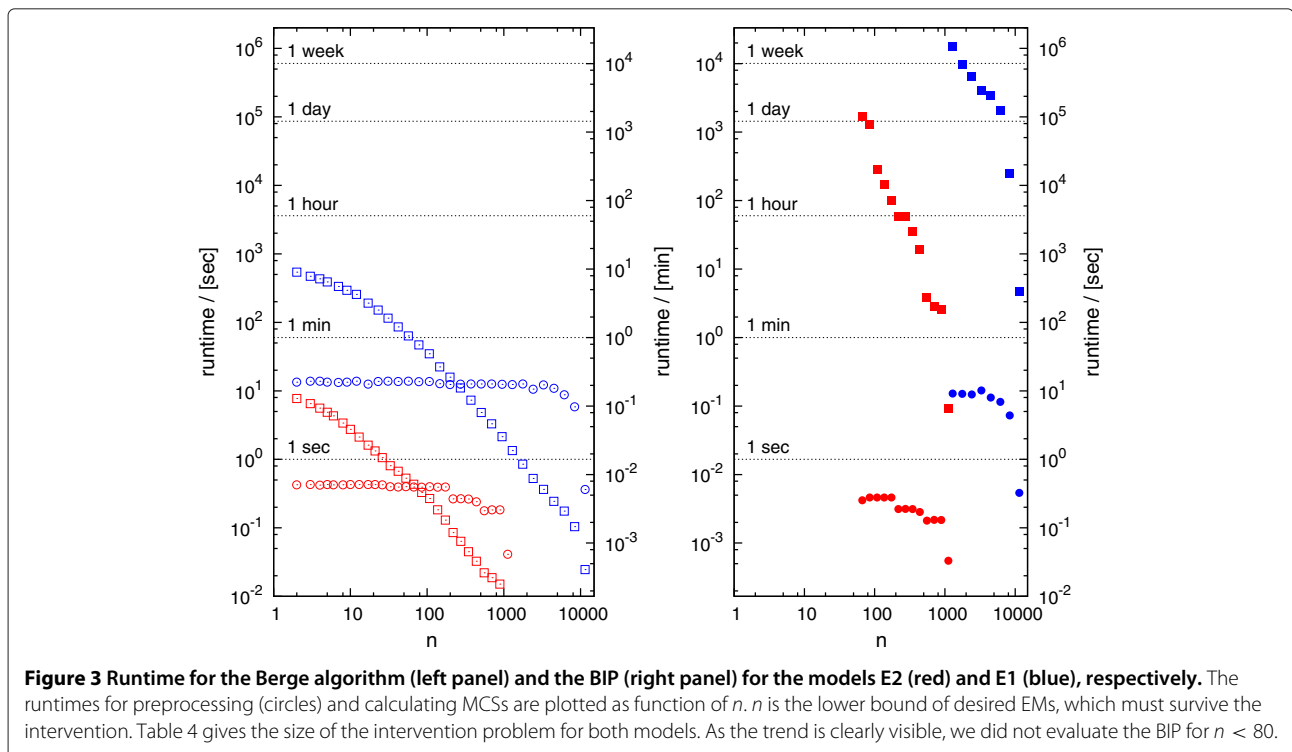 runtime / [sec]
10^6
10^5
10^4
10^3
10^2
10^1
10^0
10^-1
10^-2
1 week
1 day
1 hour
1 min
1 sec
10^4
10^3
10^2
10^1
10^0
10^-1
10^-2
10^-3
1 10 100 1000 10000
n
runtime / [min]
10^4
10^3
10^2
10^1
10^0
10^-1
10^-2
10^-3
1 week
1 day
1 hour
1 min
1 sec
10^6
10^5
10^4
10^3
10^2
10^1
10^0
10^-1
10^-2
runtime / [sec]
1 10 100 1000 10000
n
Figure 3 Runtime for the Berge algorithm (left panel) and the BIP (right panel) for the models E2 (red) and E1 (blue), respectively. The
runtimes for preprocessing (circles) and calculating MCSs are plotted as function of n. n is the lower bound of desired EMs, which must survive the
intervention. Table 4 gives the size of the intervention problem for both models. As the trend is clearly visible, we did not evaluate the BIP for n < 80.